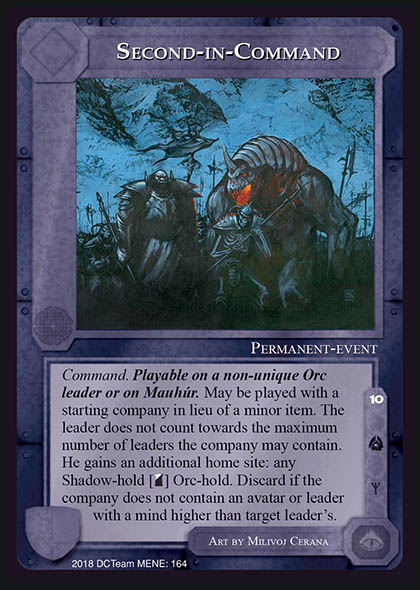 Second-in-Command
Permanent-event
Command. Playable on a non-unique Orc
leader or on Mauhúr. May be played with a
starting company in lieu of a minor item. The
leader does not count towards the maximum
number of leaders the company may contain.
He gains an additional home site: any
Shadow-hold [] Orc-hold. Discard if the
company does not contain an avatar or leader
with a mind higher than target leader's.
10
Art by Milivoj Cerana
2018 DCTeam MENE: 164